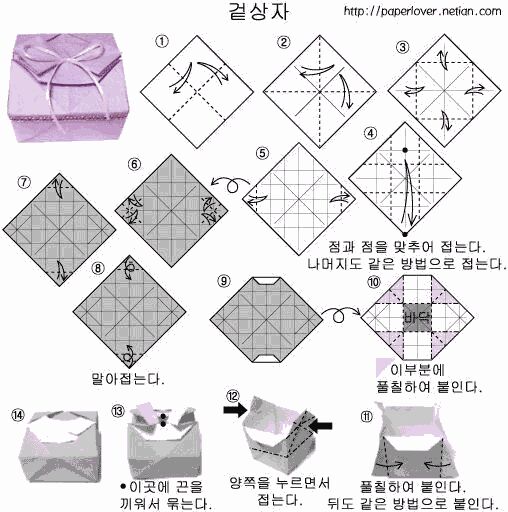 겉상자
http://paperlover.netian.com
①
②
③
④
⑤
⑥
⑦
점과 점을 맞추어 접는다.
나머지도 같은 방법으로 접는다.
⑧
말아접는다.
⑨
⑩
바닥
이부분에
풀칠하여 붙인다.
⑪
풀칠하여 붙인다.
뒤도 같은 방법으로 붙인다.
⑫
양쪽을 누르면서
접는다.
⑬
●이곳에 끈을
끼워서 묶는다.
⑭